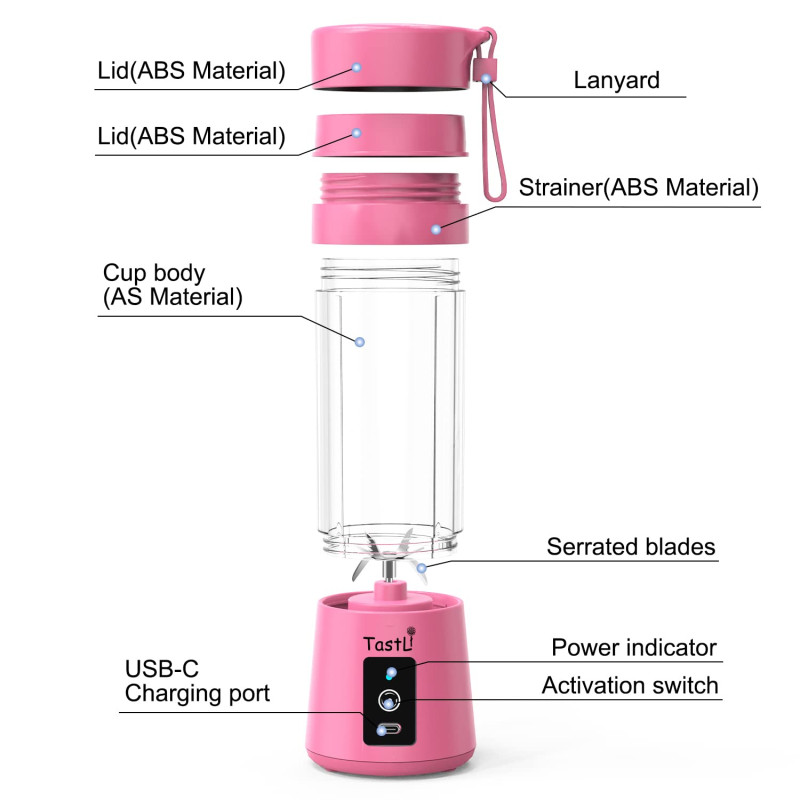 Lid(ABS Material)
Lanyard
Lid(ABS Material)
Strainer(ABS Material)
Cup body
(AS Material)
Serrated blades
TastLi
Power indicator
USB-C
Charging port
Activation switch